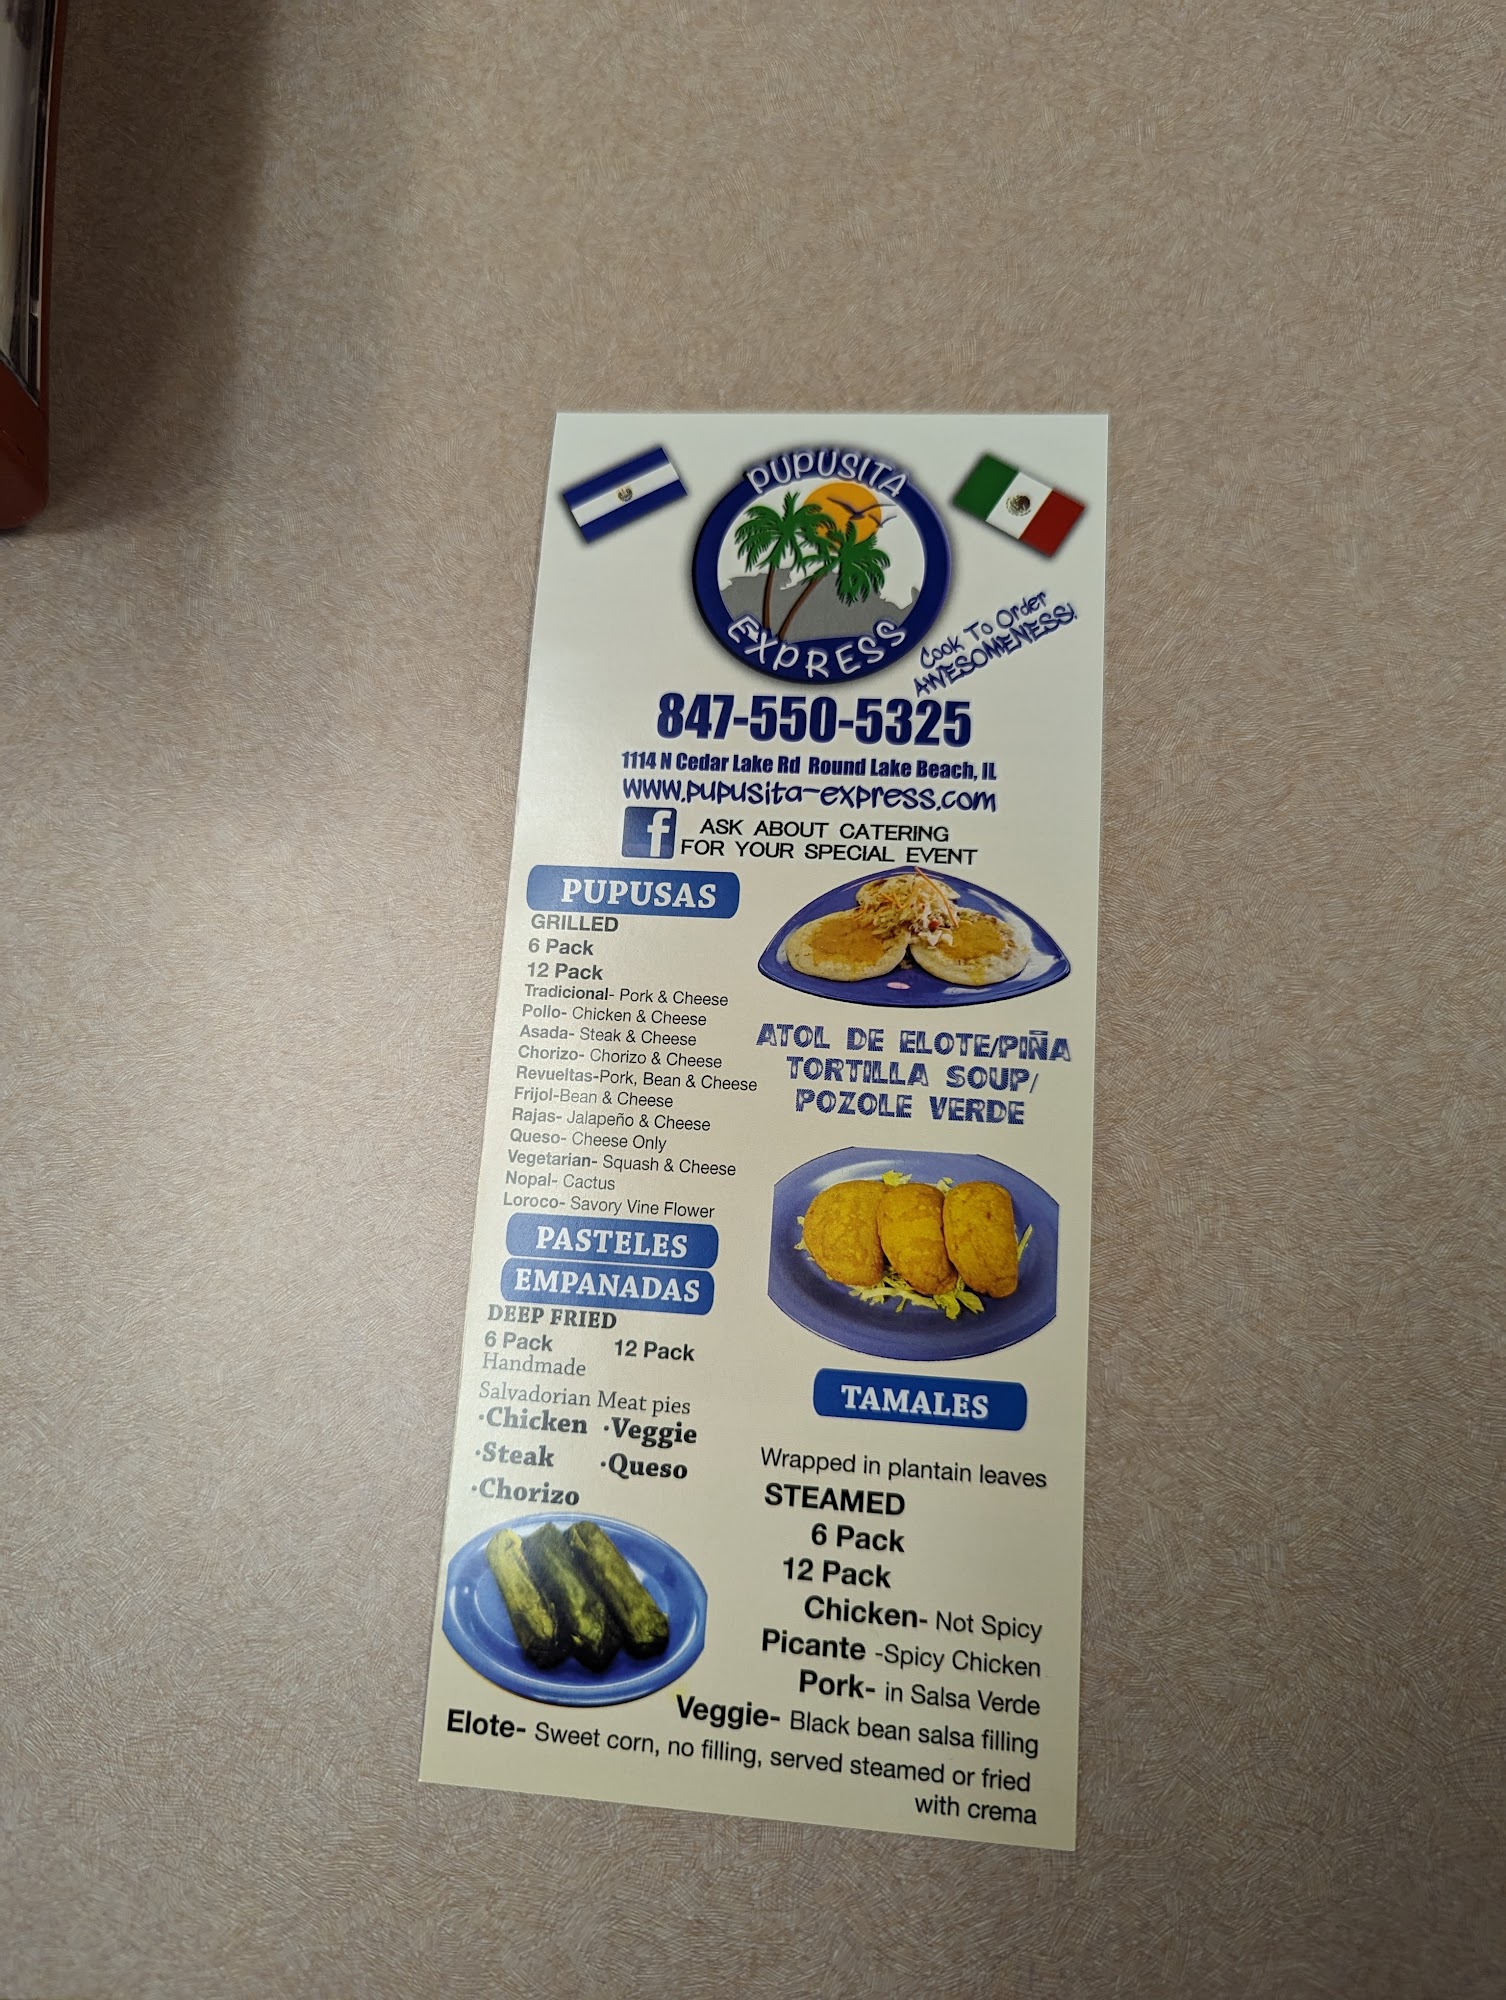 PUPUSITA
EXPRESS
Cook To Order
AWESOMENESS!
847-550-5325
1114 N Cedar Lake Rd Round Lake Beach, IL
www.pupusita-express.com
f
ASK ABOUT CATERING
FOR YOUR SPECIAL EVENT
PUPUSAS
GRILLED
6 Pack
12 Pack
Tradicional- Pork & Cheese
Pollo- Chicken & Cheese
Asada- Steak & Cheese
Chorizo- Chorizo & Cheese
Revueltas-Pork, Bean & Cheese
Frijol-Bean & Cheese
Rajas- Jalapeño & Cheese
Queso- Cheese Only
Vegetarian- Squash & Cheese
Nopal- Cactus
Loroco- Savory Vine Flower
PASTELES
EMPANADAS
DEEP FRIED
6 Pack 12 Pack
Handmade
Salvadorian Meat pies
·Chicken ·Veggie
·Steak ·Queso
·Chorizo
ATOL DE ELOTE/PIÑA
TORTILLA SOUP/
POZOLE VERDE
TAMALES
Wrapped in plantain leaves
STEAMED
6 Pack
12 Pack
Chicken- Not Spicy
Picante -Spicy Chicken
Pork- in Salsa Verde
Veggie- Black bean salsa filling
Elote- Sweet corn, no filling, served steamed or fried
with crema